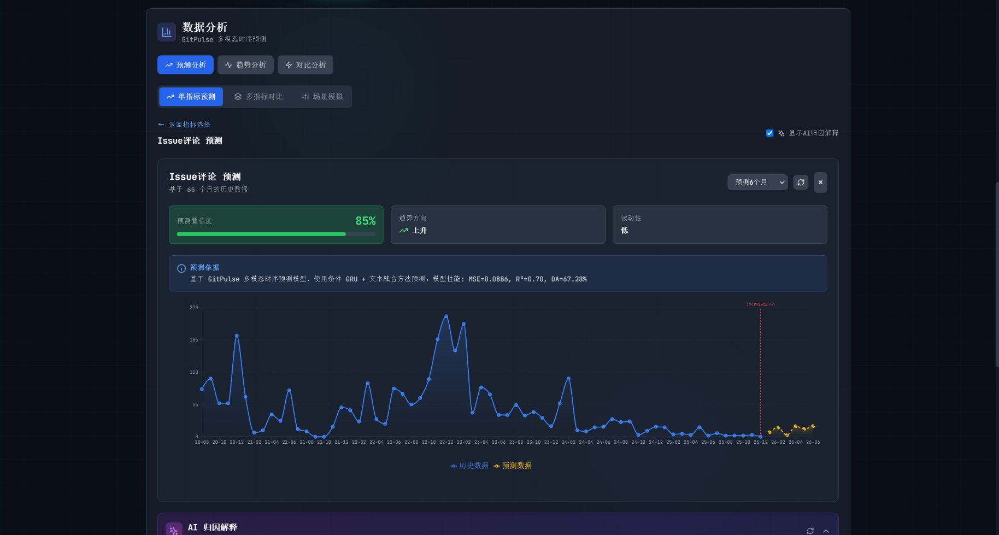 数据分析
GitPulse 多模态时序预测
预测分析
趋势分析
对比分析
单指标预测
多指标对比
场景模拟
← 返回指标选择
Issue评论 预测
显示AI归因解释
Issue评论 预测
基于 65 个月的历史数据
预测6个月
×
预测置信度
85%
趋势方向
上升
波动性
低
预测依据
基于 GitPulse 多模态时序预测模型，使用条件 GRU + 文本融合方法预测。模型性能: MSE=0.0886, R²=0.70, DA=67.28%
预测起点
220
165
110
55
0
20-08 20-10 20-12 21-02 21-04 21-06 21-08 21-10 21-12 22-02 22-04 22-06 22-08 22-10 22-12 23-02 23-04 23-06 23-08 23-10 23-12 24-02 24-04 24-06 24-08 24-10 24-12 25-02 25-04 25-06 25-08 25-10 25-12 26-02 26-04 26-06
历史数据 预测数据
AI 归因解释